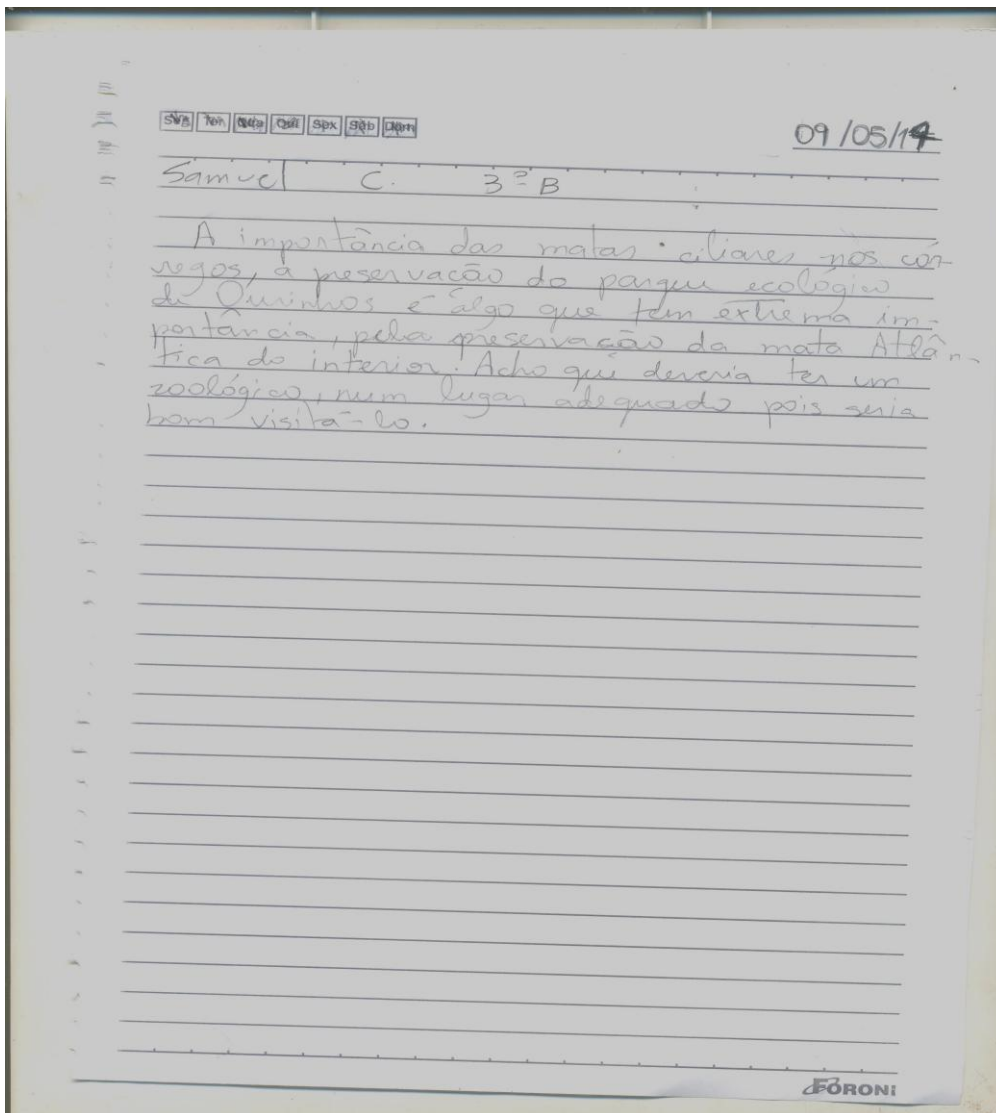 Seg Ter Qua Qui Sex Sáb Dom
09/05/14
Samuel C. 3º B
A importância das matas ciliares nos cór
regos, a preservação do parque ecológico
de Ourinhos é algo que tem extrema im-
portância, pela preservação da mata Atlân-
tica do interior. Acho que deveria ter um
zoológico, num lugar adequado pois seria
bom visitá-lo.
FORONI